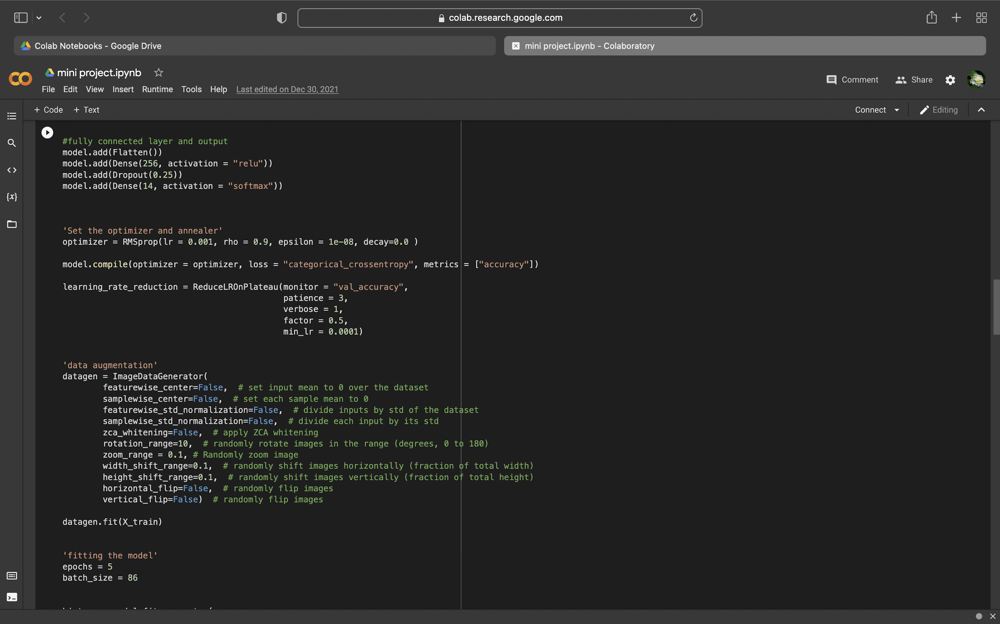 colab.research.google.com
Colab Notebooks - Google Drive
mini project.ipynb - Colaboratory
mini project.ipynb
File Edit View Insert Runtime Tools Help Last edited on Dec 30, 2021
Comment Share
+ Code + Text
Connect Editing
#fully connected layer and output
model.add(Flatten())
model.add(Dense(256, activation = "relu"))
model.add(Dropout(0.25))
model.add(Dense(14, activation = "softmax"))
{x}
'Set the optimizer and annealer'
optimizer = RMSprop(lr = 0.001, rho = 0.9, epsilon = 1e-08, decay=0.0 )
model.compile(optimizer = optimizer, loss = "categorical_crossentropy", metrics = ["accuracy"])
learning_rate_reduction = ReduceLROnPlateau(monitor = "val_accuracy",
patience = 3,
verbose = 1,
factor = 0.5,
min_lr = 0.0001)
'data augmentation'
datagen = ImageDataGenerator(
featurewise_center=False,  # set input mean to 0 over the dataset
samplewise_center=False,  # set each sample mean to 0
featurewise_std_normalization=False,  # divide inputs by std of the dataset
samplewise_std_normalization=False,  # divide each input by its std
zca_whitening=False,  # apply ZCA whitening
rotation_range=10,  # randomly rotate images in the range (degrees, 0 to 180)
zoom_range = 0.1, # Randomly zoom image
width_shift_range=0.1,  # randomly shift images horizontally (fraction of total width)
height_shift_range=0.1,  # randomly shift images vertically (fraction of total height)
horizontal_flip=False,  # randomly flip images
vertical_flip=False)  # randomly flip images
datagen.fit(X_train)
'fitting the model'
epochs = 5
batch_size = 86